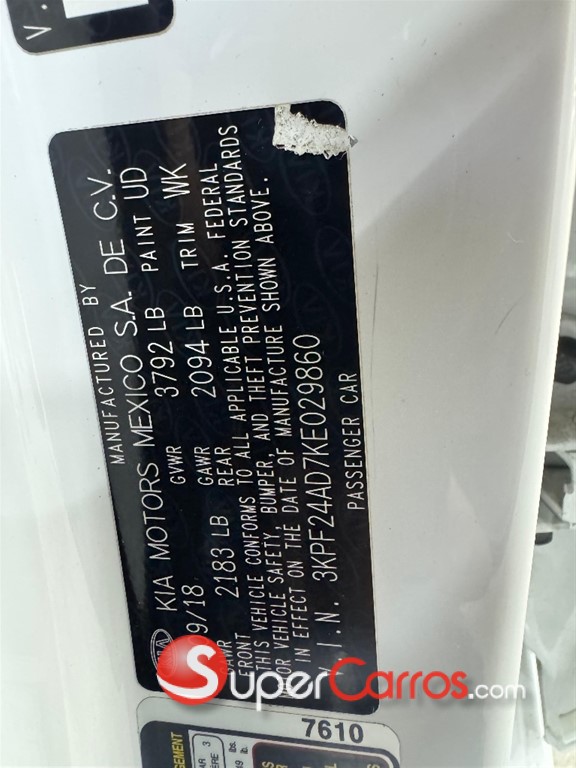 V.
MANUFACTURED BY
KIA MOTORS MEXICO S.A. DE C.V.
9/18 GVWR 3792 LB PAINT UD
GAWR 2183 LB GAWR 2094 LB TRIM WK
FRONT REAR
THIS VEHICLE CONFORMS TO ALL APPLICABLE U.S.A. FEDERAL
MOTOR VEHICLE SAFETY, BUMPER, AND THEFT PREVENTION STANDARDS
IN EFFECT ON THE DATE OF MANUFACTURE SHOWN ABOVE.
V.I.N. 3KPF24AD7KE029860
PASSENGER CAR
SuperCarros.com
7610
3